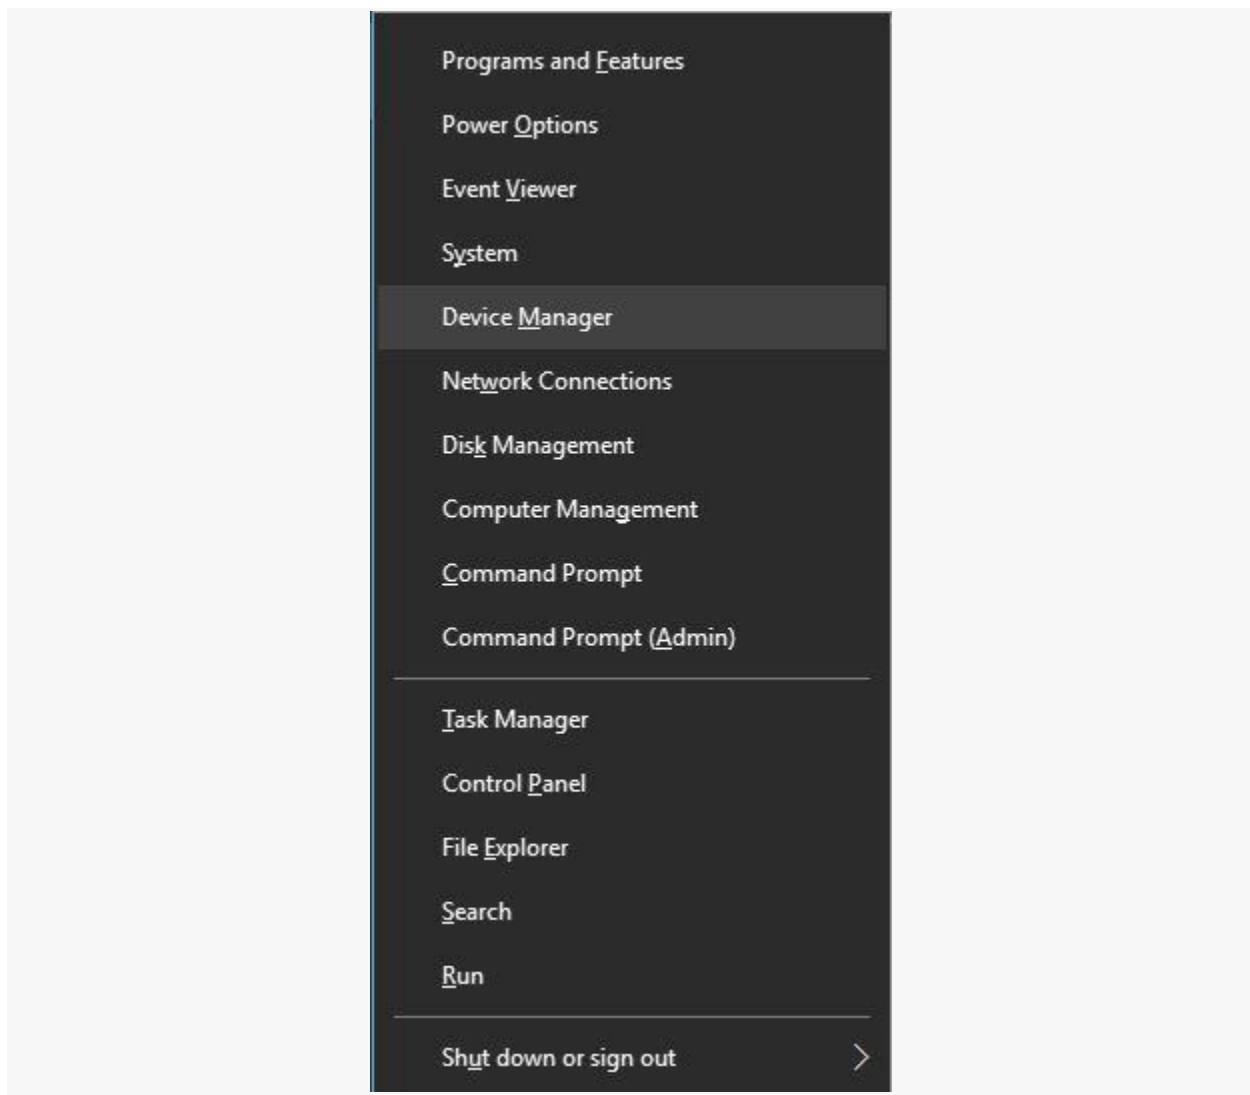 Programs and Features
Power Options
Event Viewer
System
Device Manager
Network Connections
Disk Management
Computer Management
Command Prompt
Command Prompt (Admin)
Task Manager
Control Panel
File Explorer
Search
Run
Shut down or sign out